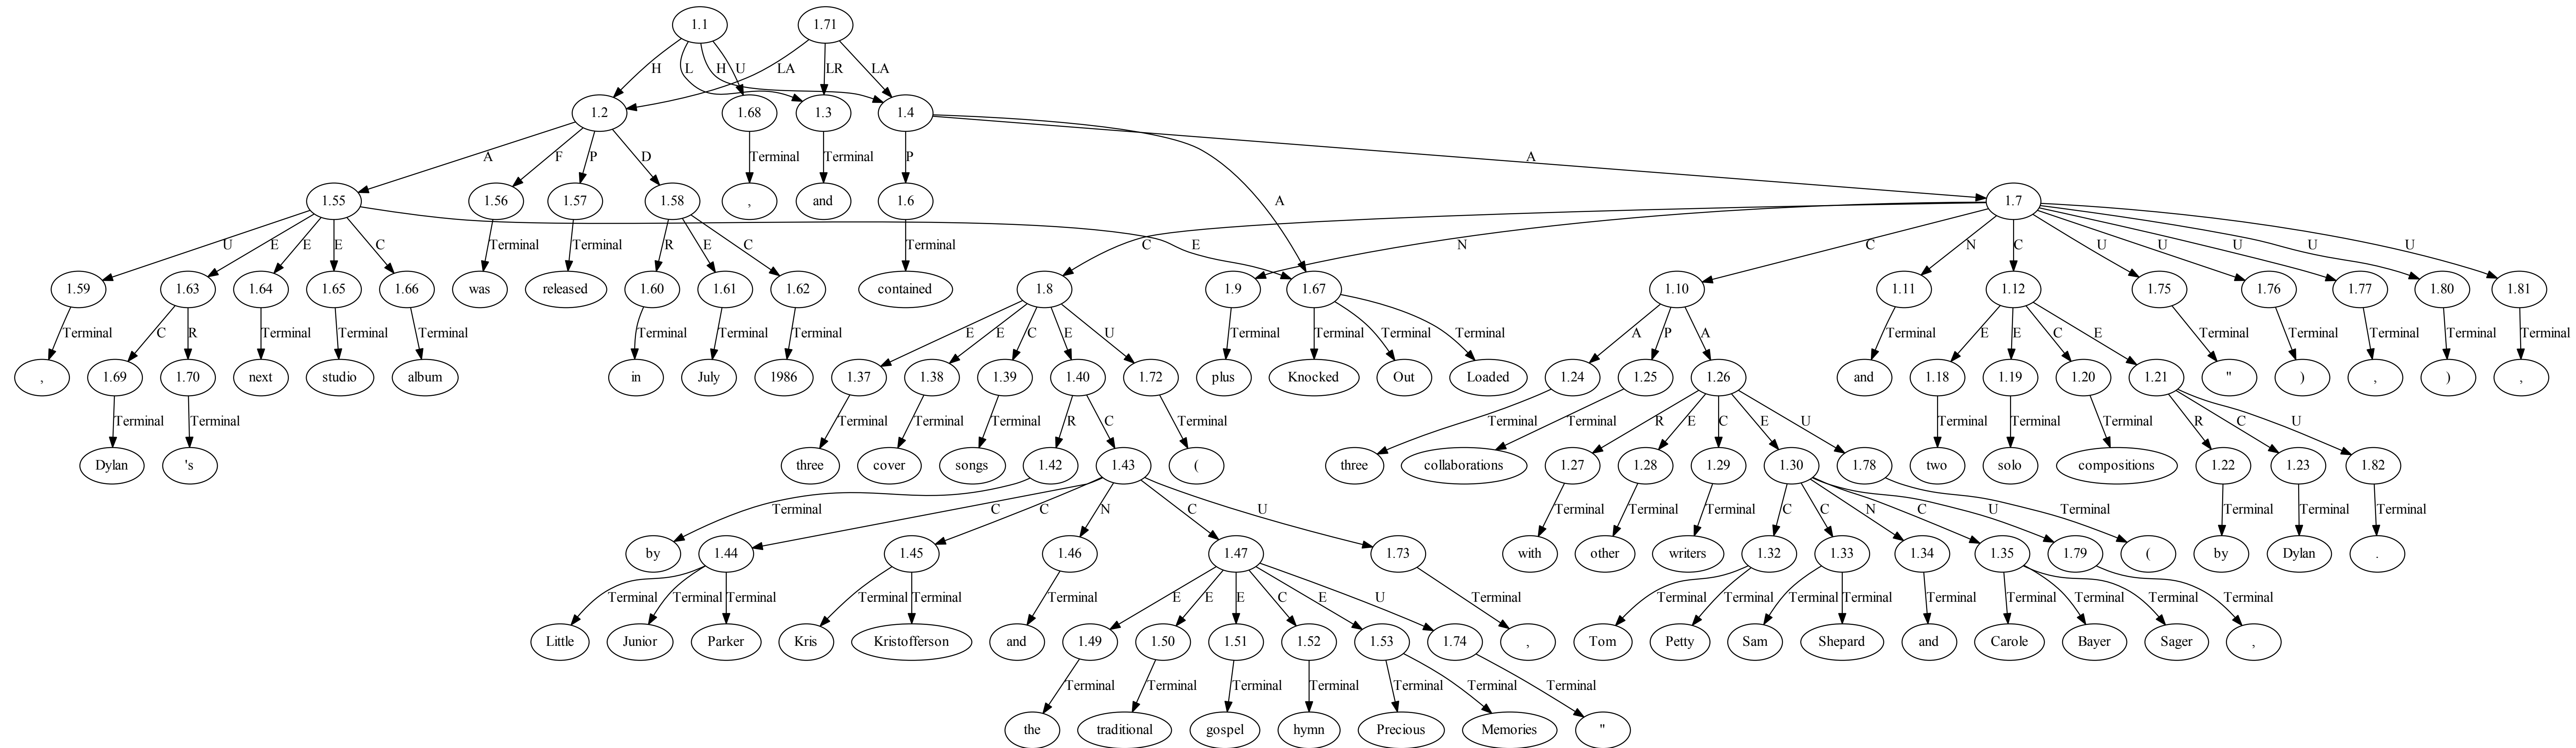 1.1 1.71
H L H U LA LR LA
1.2 1.68 1.3 1.4
A F P D Terminal Terminal P A A
1.55 1.56 1.57 1.58 , and 1.6 1.7
U E E E C E Terminal Terminal R E C Terminal C N C N C U U U U U
1.59 1.63 1.64 1.65 1.66 was released 1.60 1.61 1.62 contained 1.8 1.9 1.67 1.10 1.11 1.12 1.75 1.76 1.77 1.80 1.81
Terminal C R Terminal Terminal Terminal Terminal Terminal Terminal E E C E U Terminal Terminal Terminal Terminal A P A Terminal E E C E Terminal Terminal Terminal Terminal Terminal
, 1.69 1.70 next studio album in July 1986 1.37 1.38 1.39 1.40 1.72 plus Knocked Out Loaded 1.24 1.25 1.26 and 1.18 1.19 1.20 1.21 " ) , ) ,
Terminal Terminal Terminal Terminal Terminal R C Terminal Terminal Terminal R E C E U Terminal Terminal Terminal R C U
Dylan 's three cover songs 1.42 1.43 ( three collaborations 1.27 1.28 1.29 1.30 1.78 two solo compositions 1.22 1.23 1.82
Terminal C C N C U Terminal Terminal Terminal C C N C U Terminal Terminal Terminal Terminal
by 1.44 1.45 1.46 1.47 1.73 with other writers 1.32 1.33 1.34 1.35 1.79 ( by Dylan .
Terminal Terminal Terminal Terminal Terminal Terminal E E E C E U Terminal Terminal Terminal Terminal Terminal Terminal Terminal Terminal Terminal Terminal
Little Junior Parker Kris Kristofferson and 1.49 1.50 1.51 1.52 1.53 1.74 , Tom Petty Sam Shepard and Carole Bayer Sager ,
Terminal Terminal Terminal Terminal Terminal Terminal Terminal
the traditional gospel hymn Precious Memories "